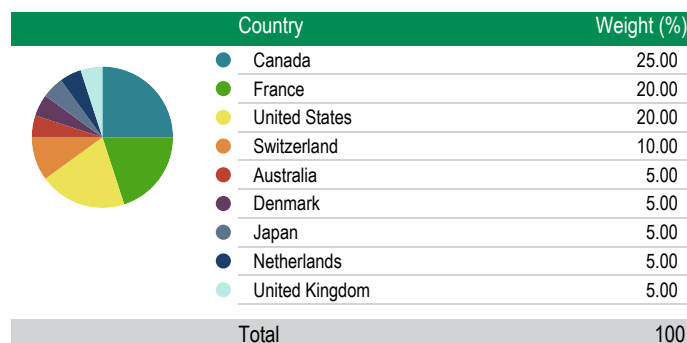 Country Weight (%)
Canada 25.00
France 20.00
United States 20.00
Switzerland 10.00
Australia 5.00
Denmark 5.00
Japan 5.00
Netherlands 5.00
United Kingdom 5.00
Total 100